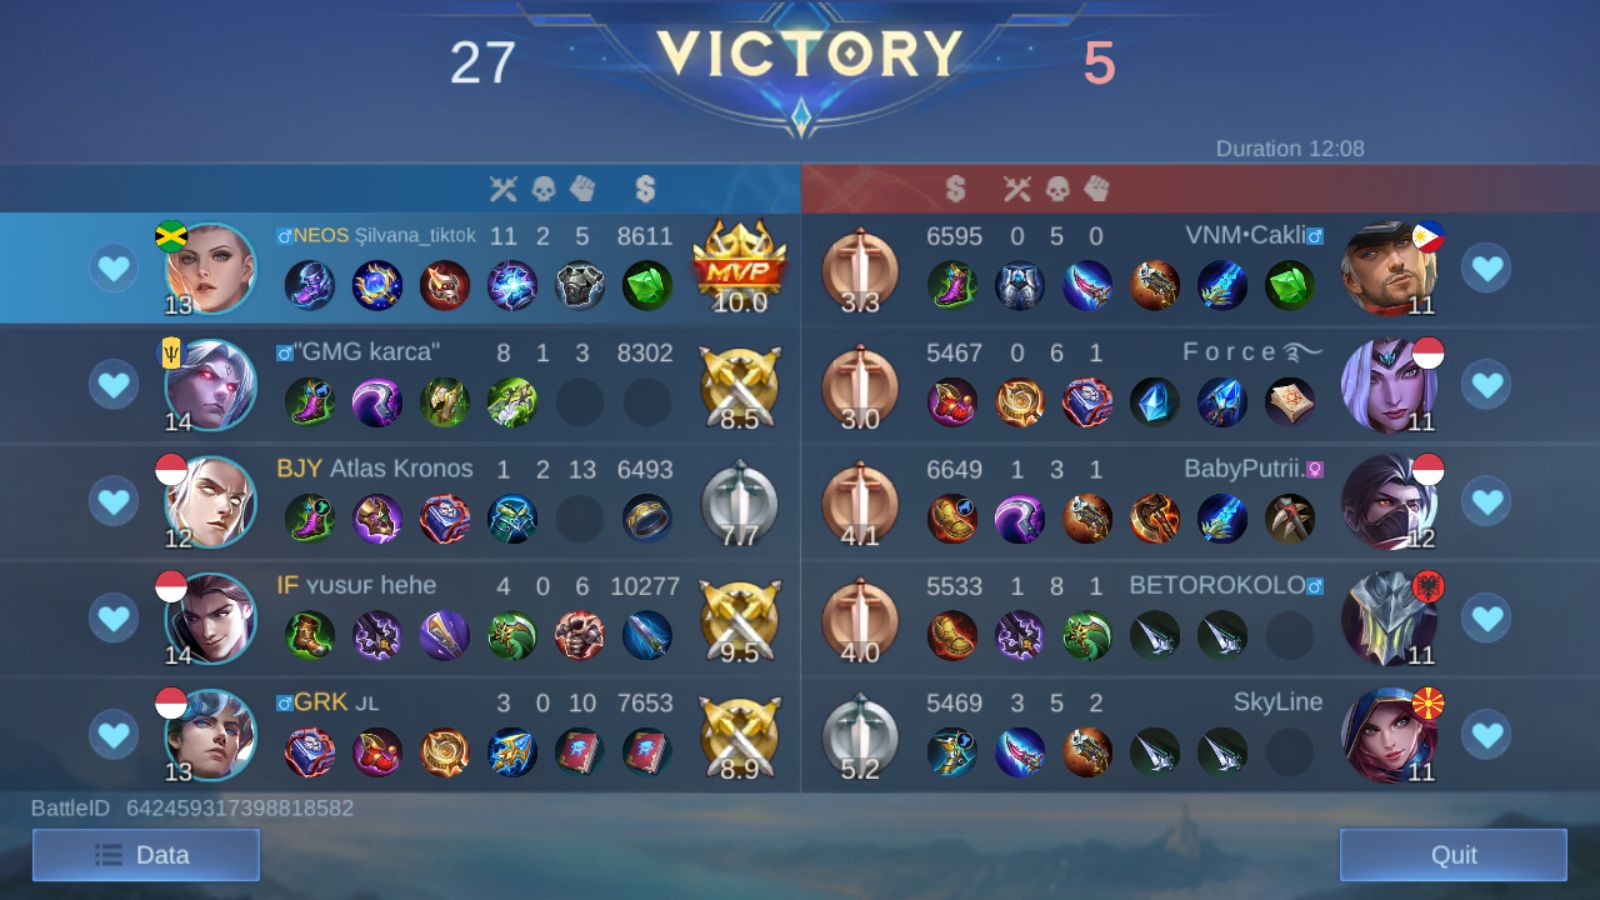 27 VICTORY 5
Duration 12:08
NEOS Şilvana_tiktok 11 2 5 8611 MVP 10.0 13
3.3 6595 0 5 0 VNM•Cakli 11
"GMG karca" 8 1 3 8302 8.5 14
3.0 5467 0 6 1 Force 11
BJY Atlas Kronos 1 2 13 6493 7.7 12
4.1 6649 1 3 1 BabyPutrii. 12
IF ʏᴜsᴜꜰ hehe 4 0 6 10277 9.5 14
4.0 5533 1 8 1 BETOROKOLO 11
GRK ᴊʟ 3 0 10 7653 8.9 13
5.2 5469 3 5 2 SkyLine 11
BattleID 642459317398818582
Data
Quit